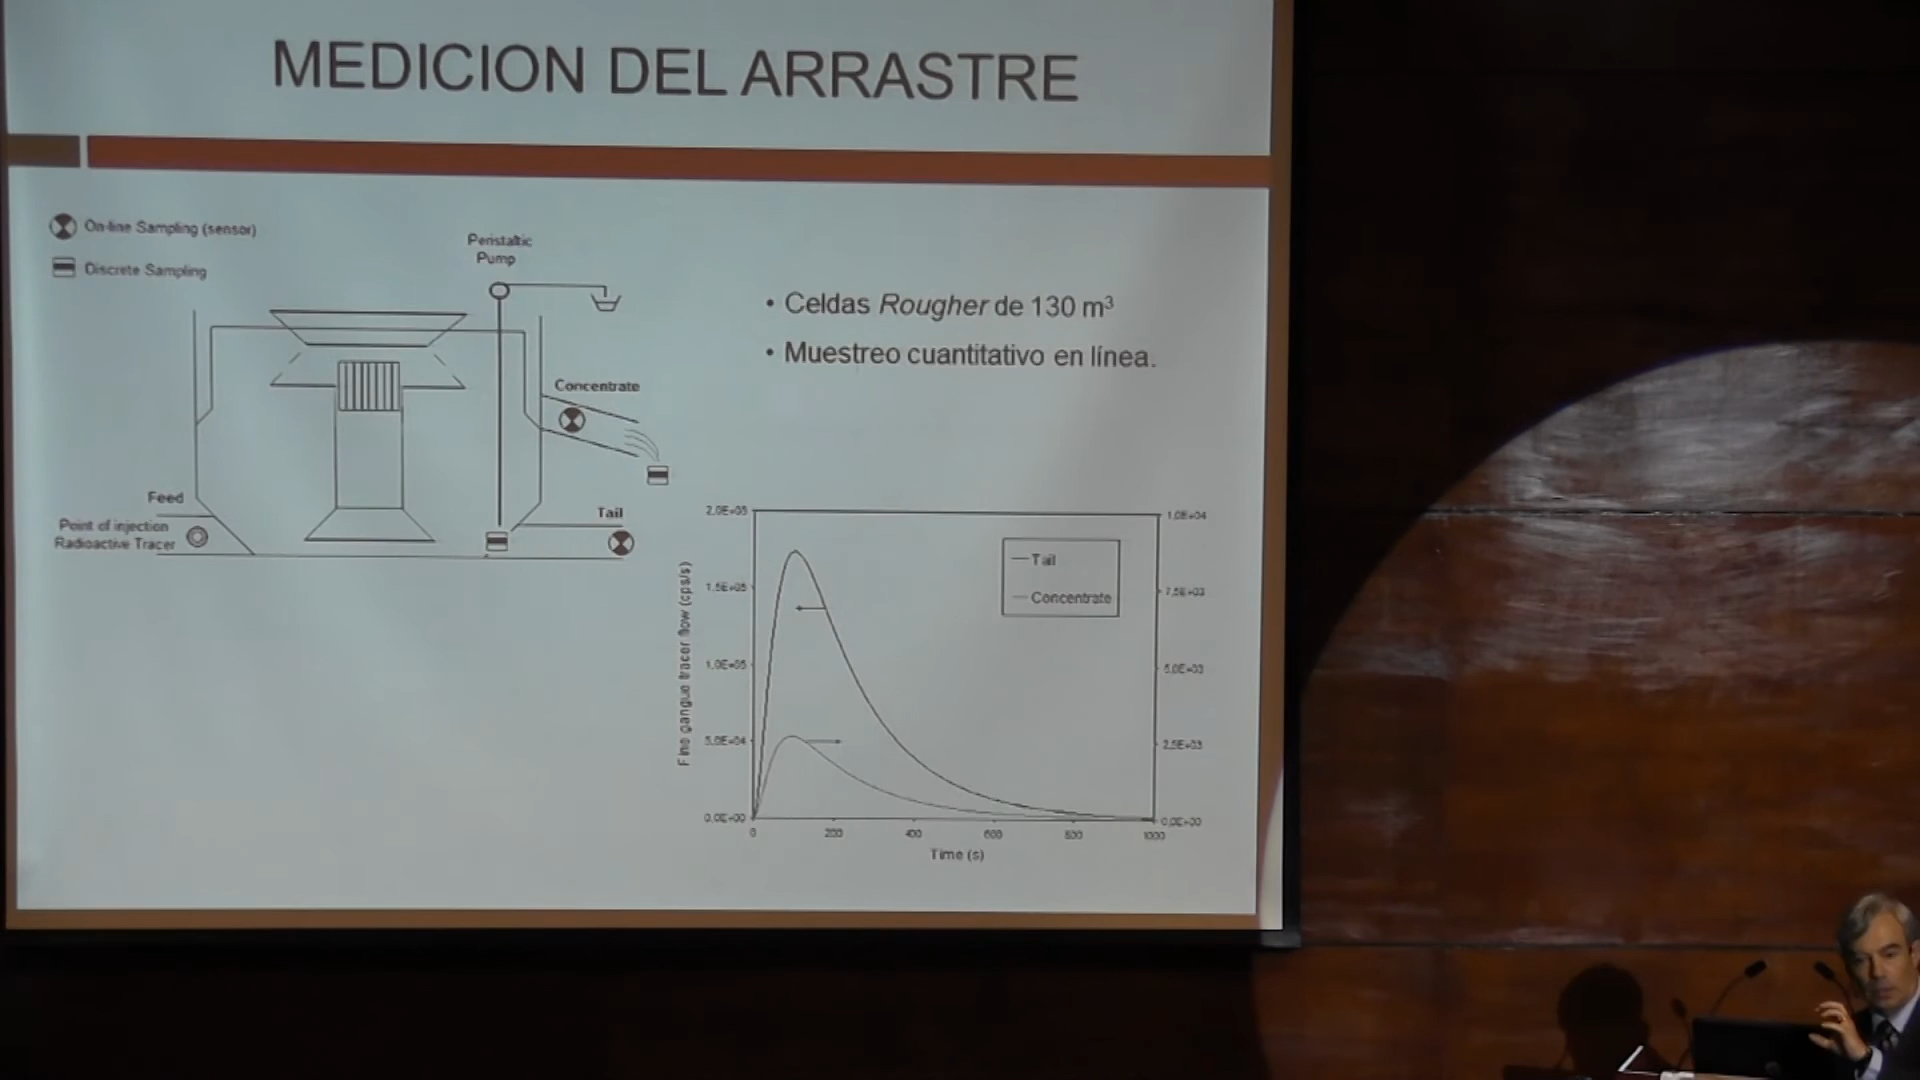 MEDICION DEL ARRASTRE
On-line Sampling (sensor)
Discrete Sampling
Peristaltic
Pump
Concentrate
Feed
Point of injection
Radioactive Tracer
Tail
• Celdas Rougher de 130 m³
• Muestreo cuantitativo en línea.
Fine gangue tracer flow (cps/s)
2.0E+05
1.5E+05
1.0E+05
5.0E+04
0.0E+00
1.0E+04
7.5E+03
5.0E+03
2.5E+03
0.0E+00
Tail
Concentrate
0 200 400 600 800 1000
Time (s)